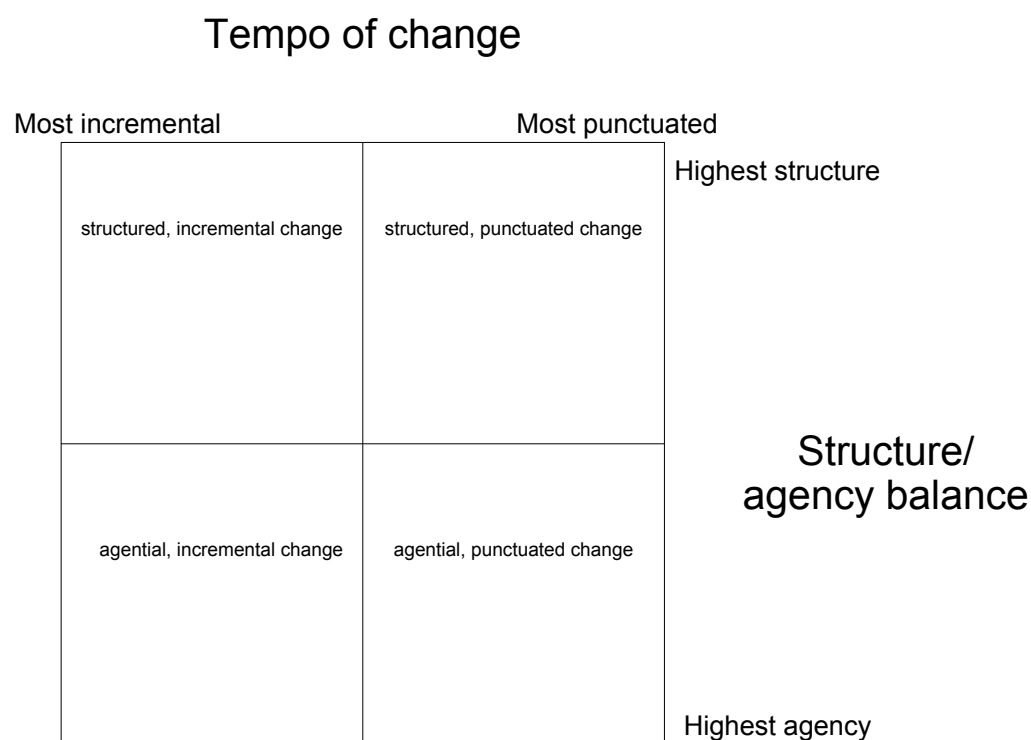 Tempo of change
Most incremental
Most punctuated
Highest structure
structured, incremental change
structured, punctuated change
Structure/
agency balance
agential, incremental change
agential, punctuated change
Highest agency